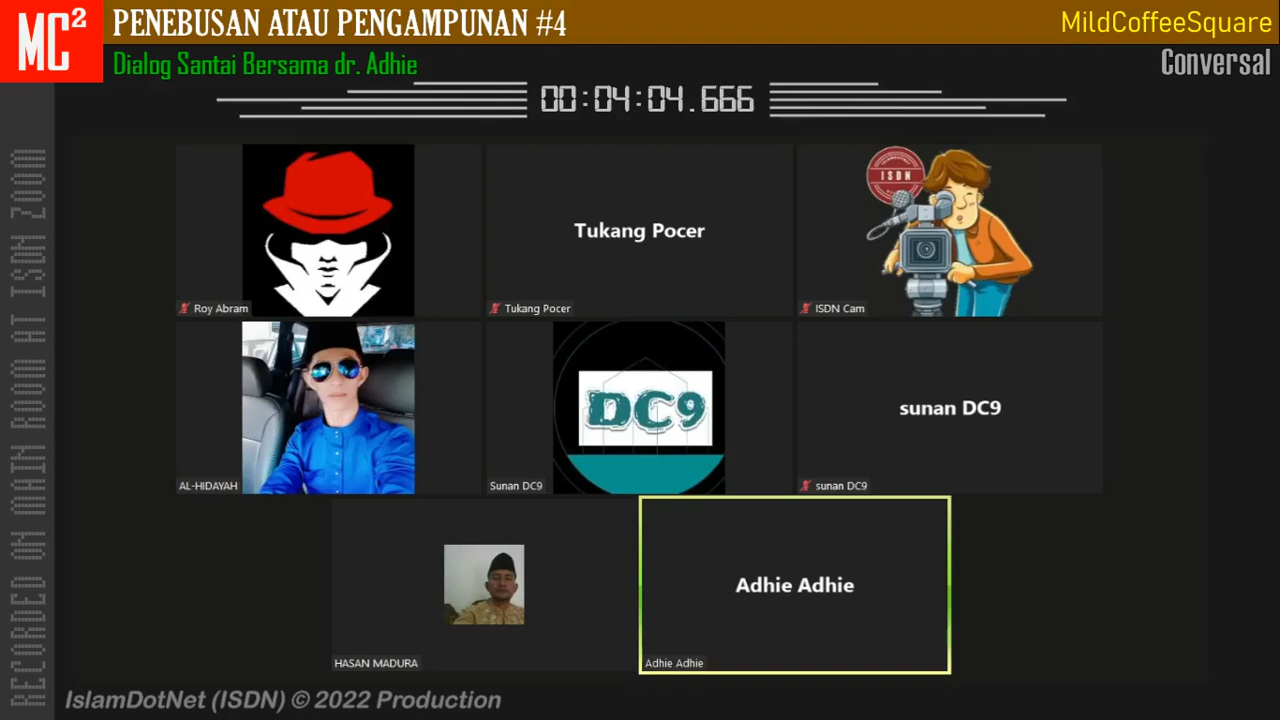 MC²
PENEBUSAN ATAU PENGAMPUNAN #4
MildCoffeeSquare
Dialog Santai Bersama dr. Adhie
Conversal
00:04:04.666
ISDN
Tukang Pocer
Roy Abram
Tukang Pocer
ISDN Cam
DC9
sunan DC9
AL-HIDAYAH
Sunan DC9
sunan DC9
Adhie Adhie
HASAN MADURA
Adhie Adhie
IslamDotNet (ISDN) © 2022 Production